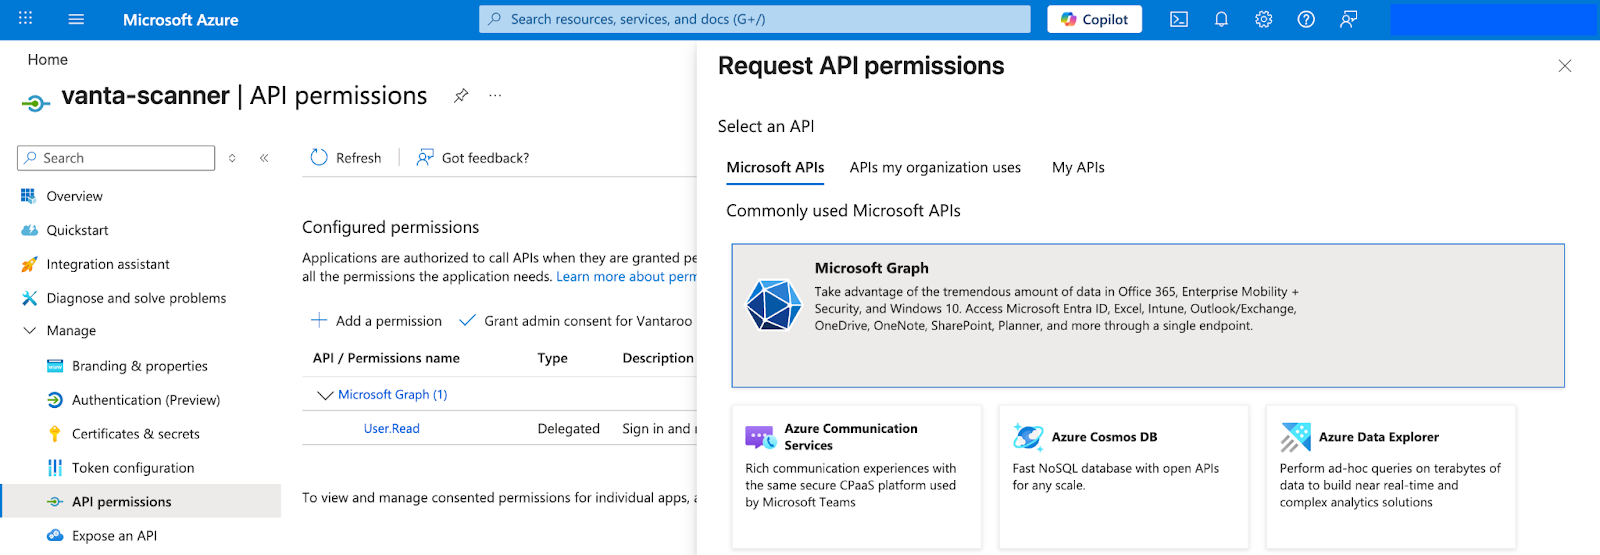 Microsoft Azure
Search resources, services, and docs (G+/)
Copilot
Home
vanta-scanner | API permissions
Search
Overview
Quickstart
Integration assistant
Diagnose and solve problems
Manage
Branding & properties
Authentication (Preview)
Certificates & secrets
Token configuration
API permissions
Expose an API
Refresh
Got feedback?
Configured permissions
Applications are authorized to call APIs when they are granted pe
all the permissions the application needs. Learn more about perm
Add a permission
Grant admin consent for Vantaroo
API / Permissions name Type Description
Microsoft Graph (1)
User.Read Delegated Sign in and r
To view and manage consented permissions for individual apps, a
Request API permissions
Select an API
Microsoft APIs APIs my organization uses My APIs
Commonly used Microsoft APIs
Microsoft Graph
Take advantage of the tremendous amount of data in Office 365, Enterprise Mobility +
Security, and Windows 10. Access Microsoft Entra ID, Excel, Intune, Outlook/Exchange,
OneDrive, OneNote, SharePoint, Planner, and more through a single endpoint.
Azure Communication
Services
Rich communication experiences with
the same secure CPaaS platform used
by Microsoft Teams
Azure Cosmos DB
Fast NoSQL database with open APIs
for any scale.
Azure Data Explorer
Perform ad-hoc queries on terabytes of
data to build near real-time and
complex analytics solutions